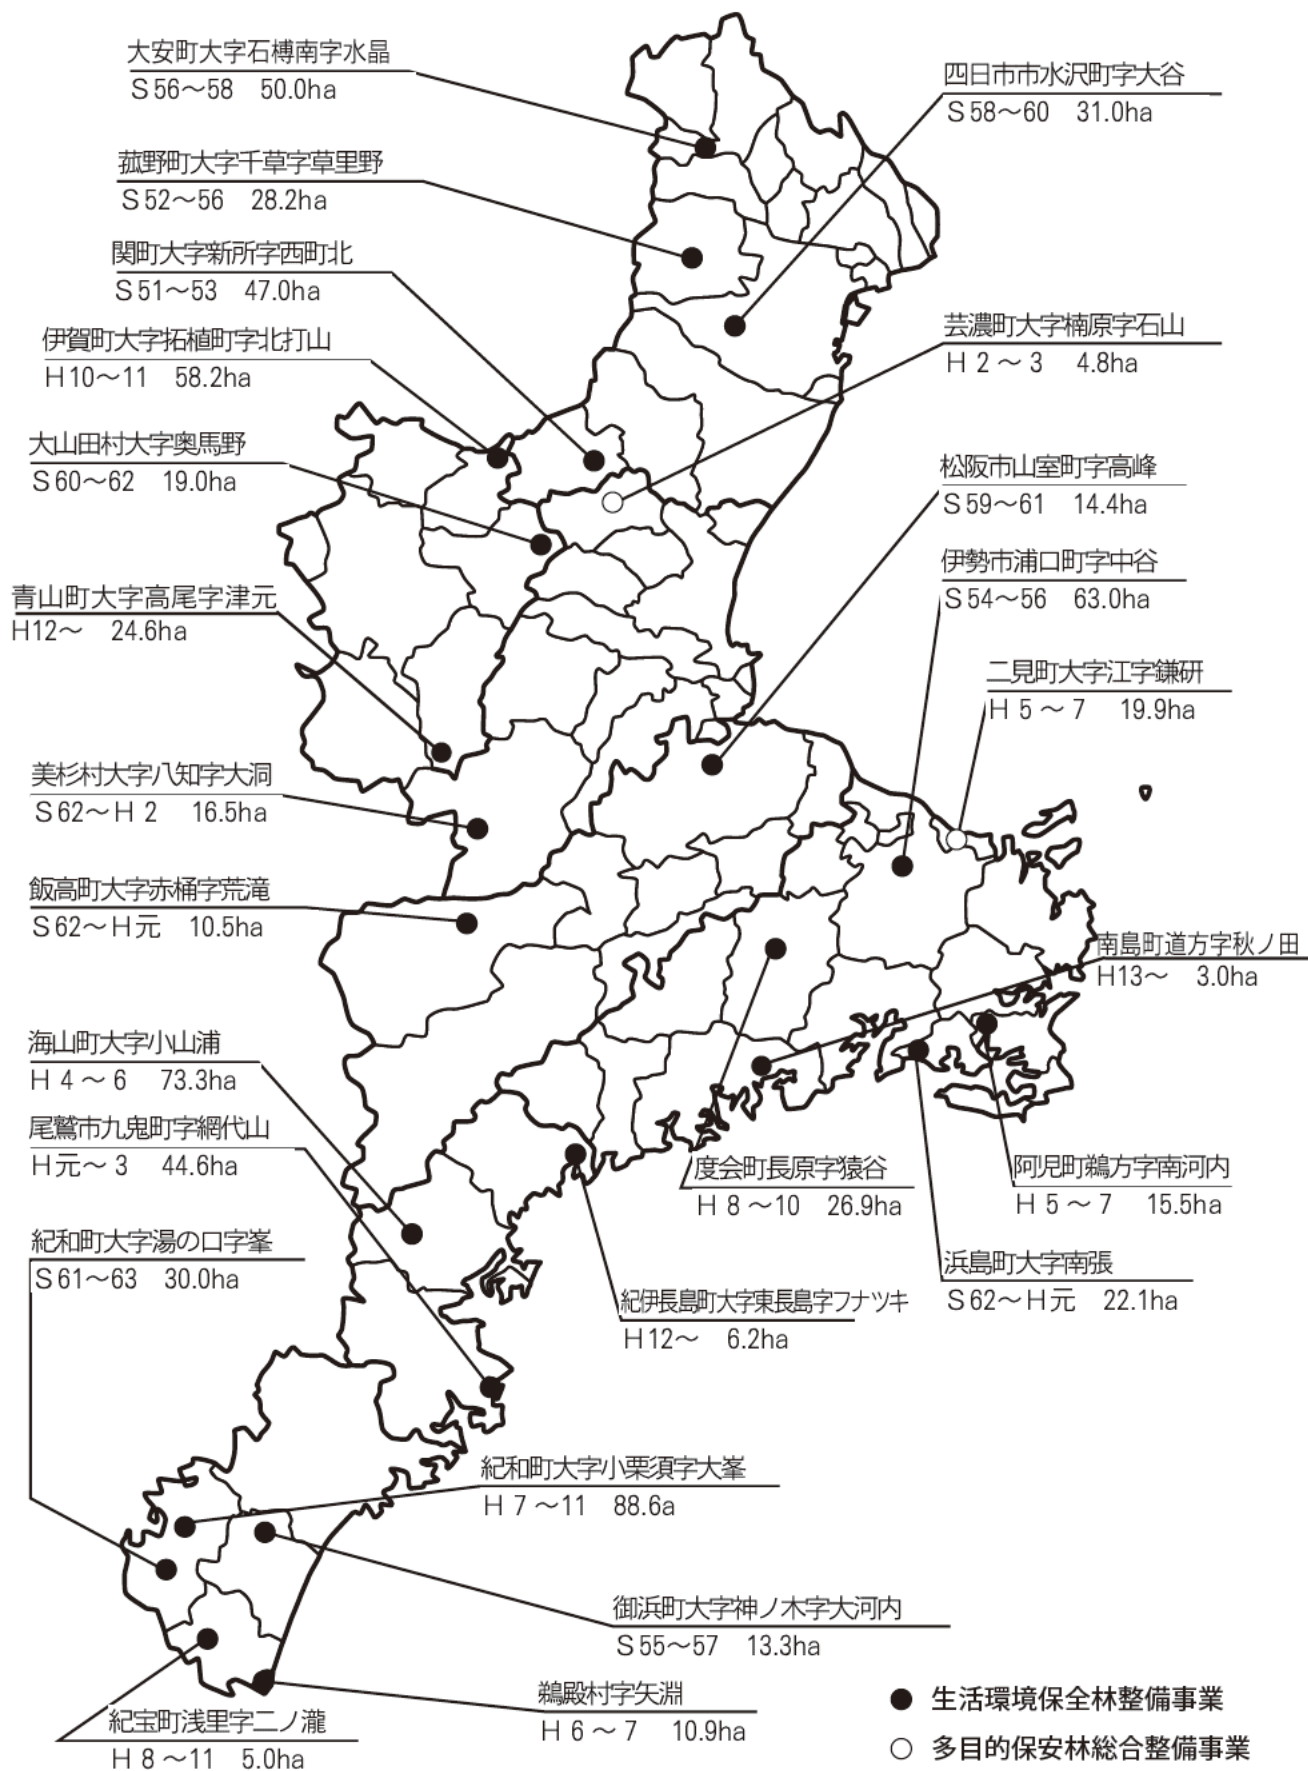 大安町大字石榑南字水晶
S56～58 50.0ha
菰野町大字千草字草里野
S52～56 28.2ha
関町大字新所字西町北
S51～53 47.0ha
伊賀町大字拓植町字北打山
H10～11 58.2ha
大山田村大字奥馬野
S60～62 19.0ha
青山町大字高尾字津元
H12～ 24.6ha
美杉村大字八知字大洞
S62～H2 16.5ha
飯高町大字赤桶字荒滝
S62～H元 10.5ha
海山町大字小山浦
H4～6 73.3ha
尾鷲市九鬼町字網代山
H元～3 44.6ha
紀和町大字湯の口字峯
S61～63 30.0ha
四日市市水沢町字大谷
S58～60 31.0ha
芸濃町大字楠原字石山
H2～3 4.8ha
松阪市山室町字高峰
S59～61 14.4ha
伊勢市浦口町字中谷
S54～56 63.0ha
二見町大字江字鎌研
H5～7 19.9ha
南島町道方字秋ノ田
H13～ 3.0ha
度会町長原字猿谷
H8～10 26.9ha
阿児町鵜方字南河内
H5～7 15.5ha
浜島町大字南張
S62～H元 22.1ha
紀伊長島町大字東長島字フナツキ
H12～ 6.2ha
紀和町大字小栗須字大峯
H7～11 88.6a
御浜町大字神ノ木字大河内
S55～57 13.3ha
鵜殿村字矢淵
H6～7 10.9ha
紀宝町浅里字二ノ瀧
H8～11 5.0ha
● 生活環境保全林整備事業
○ 多目的保安林総合整備事業